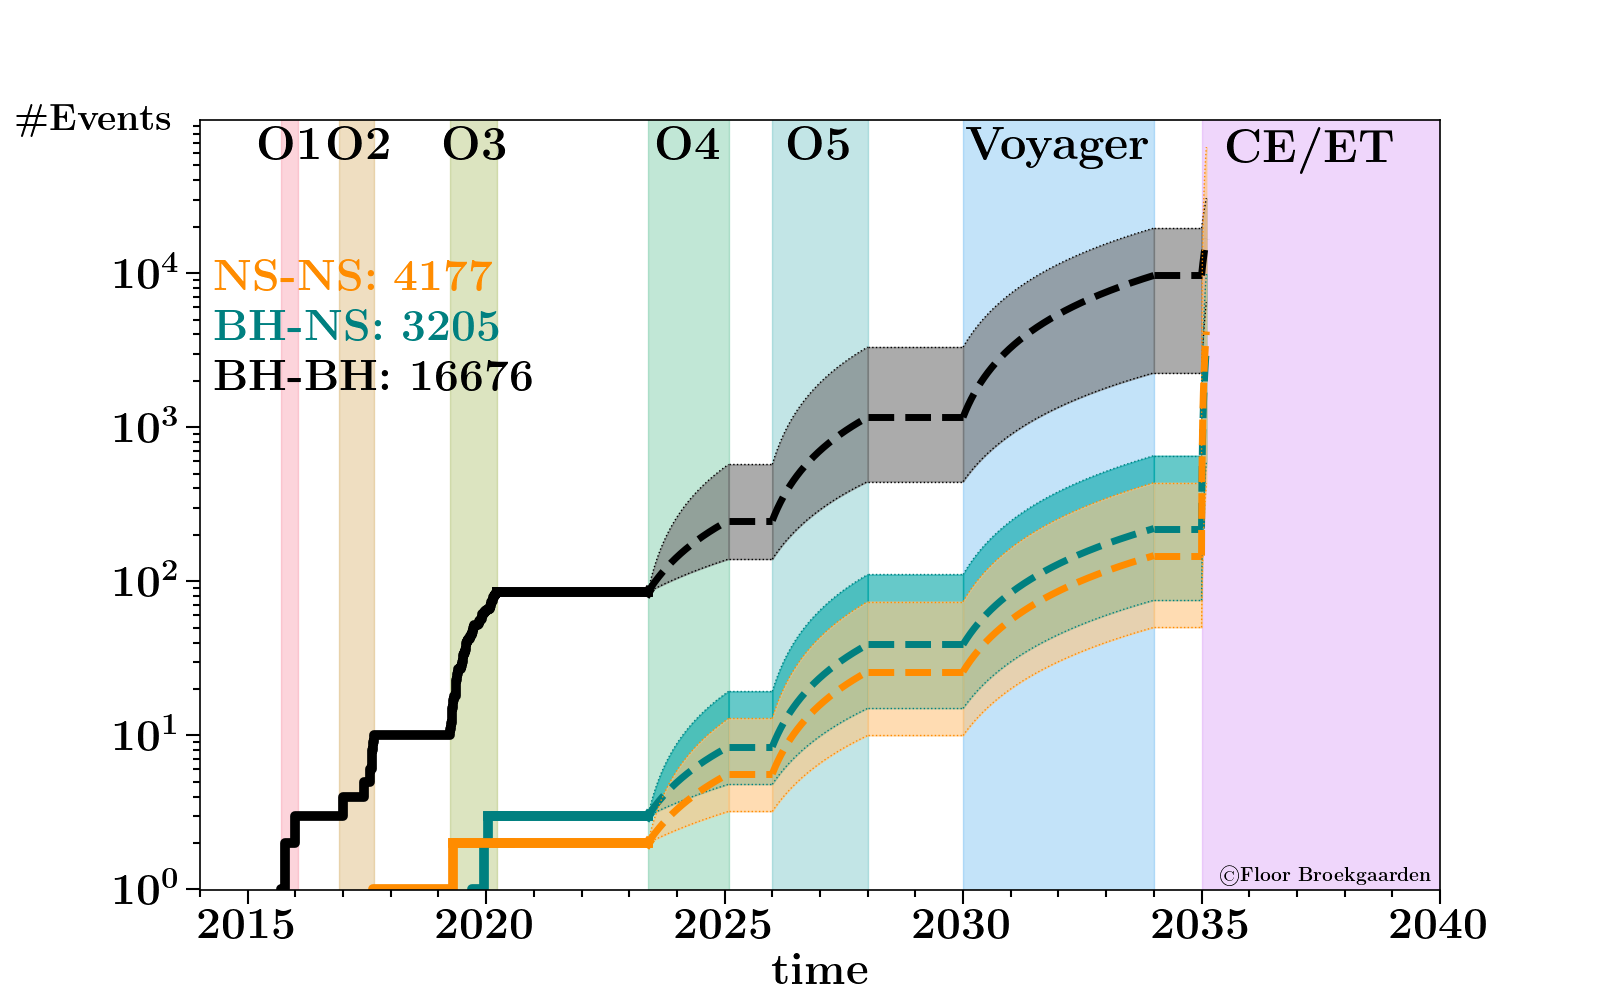 #Events
O1 O2 O3 O4 O5 Voyager CE/ET
NS-NS: 4177
BH-NS: 3205
BH-BH: 16676
10^4
10^3
10^2
10^1
10^0
©Floor Broekgaarden
2015 2020 2025 2030 2035 2040
time